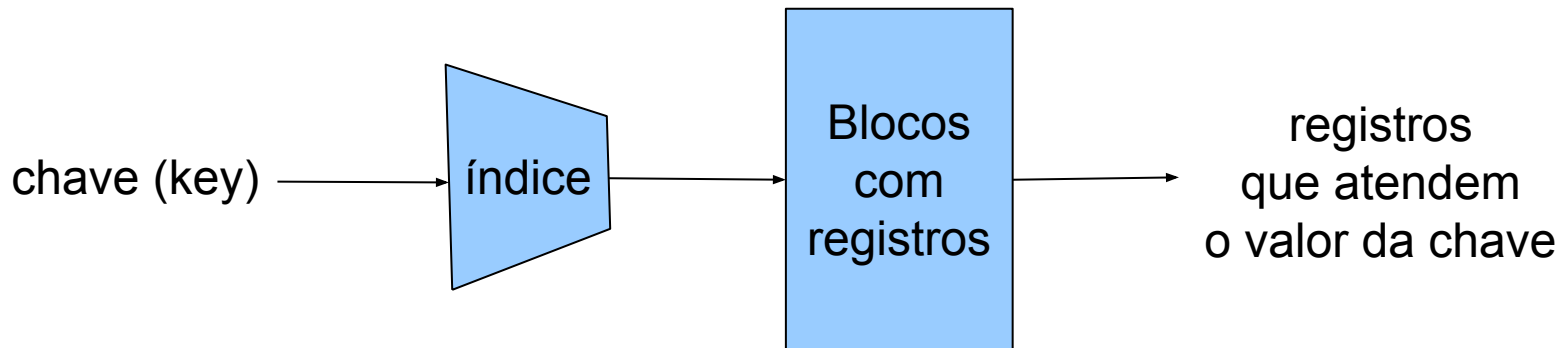 chave (key)
índice
Blocos
com
registros
registros
que atendem
o valor da chave